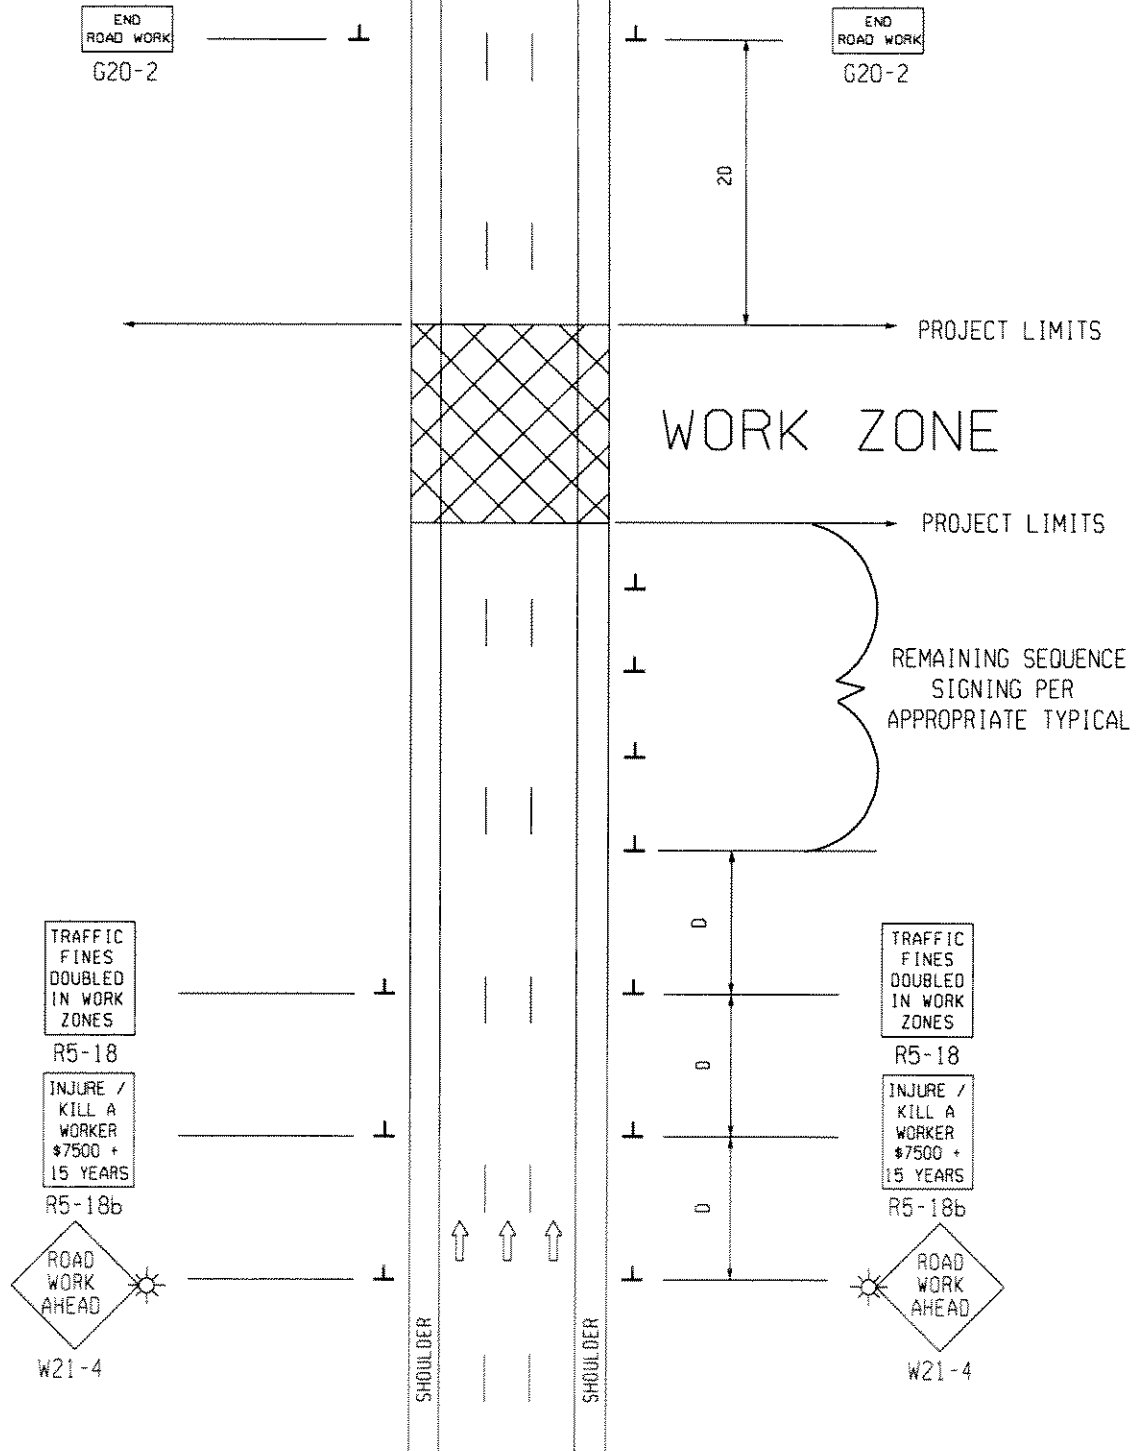 END
ROAD WORK
G20-2
END
ROAD WORK
G20-2
2D
PROJECT LIMITS
WORK ZONE
PROJECT LIMITS
REMAINING SEQUENCE
SIGNING PER
APPROPRIATE TYPICAL
D
TRAFFIC
FINES
DOUBLED
IN WORK
ZONES
R5-18
TRAFFIC
FINES
DOUBLED
IN WORK
ZONES
R5-18
D
INJURE /
KILL A
WORKER
$7500 +
15 YEARS
R5-18b
INJURE /
KILL A
WORKER
$7500 +
15 YEARS
R5-18b
D
ROAD
WORK
AHEAD
W21-4
ROAD
WORK
AHEAD
W21-4
SHOULDER
SHOULDER